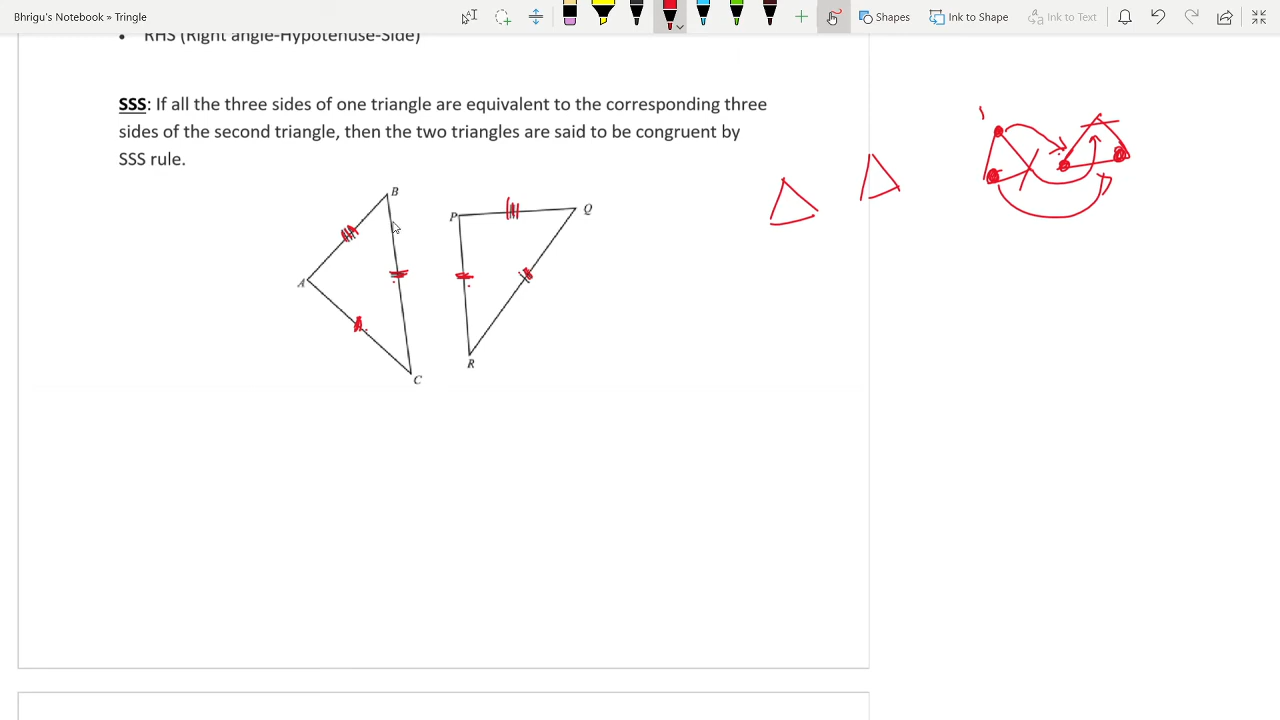 Bhrigu's Notebook » Tringle
Shapes
Ink to Shape
Ink to Text
• RHS (Right angle-Hypotenuse-Side)
SSS: If all the three sides of one triangle are equivalent to the corresponding three
sides of the second triangle, then the two triangles are said to be congruent by
SSS rule.
B
P
Q
A
R
C